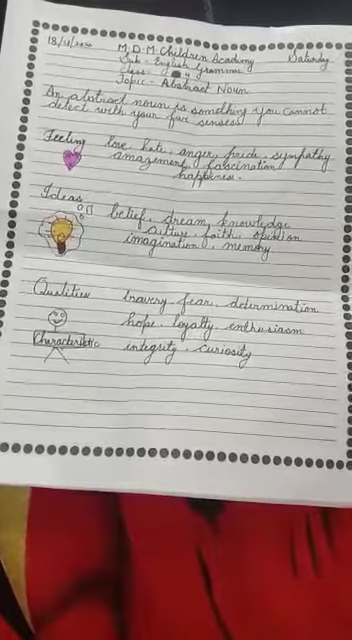 18/4/2020 M.D.M Children Academy Saturday
Sub - English Grammar
Class - 4
Topic - Abstract Noun
An abstract noun is something you cannot
detect with your five senses
Feeling love, hate, anger, pride, sympathy
amazement, fascination
happiness.
Ideas belief, dream, knowledge
culture, faith, opinion
imagination, memory
Qualities bravery, fear, determination
hope, loyalty, enthusiasm
Characteristic integrity, curiosity